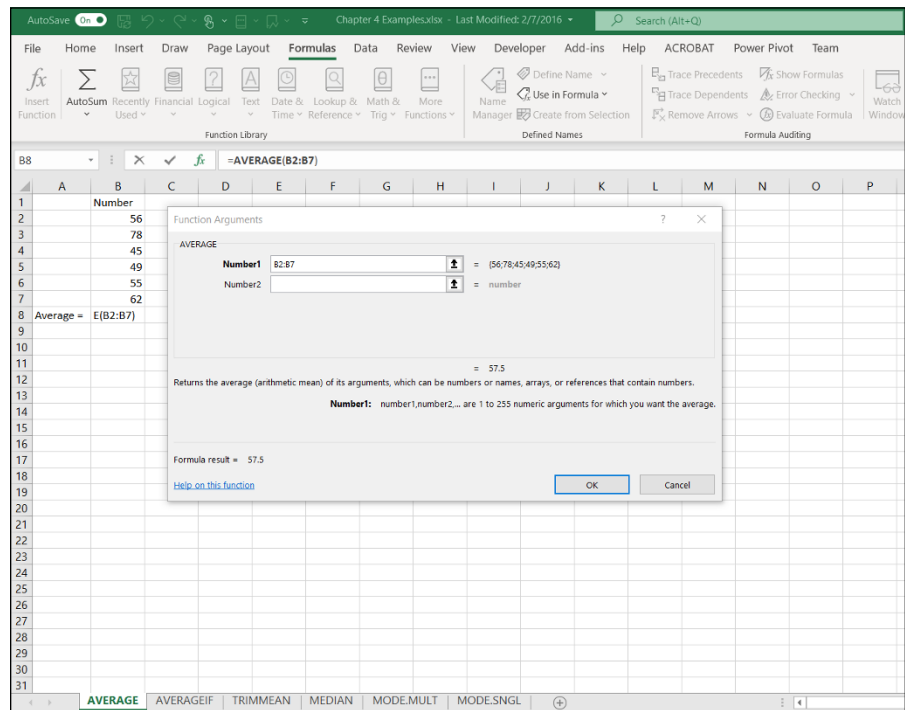 AutoSave On Chapter 4 Examples.xlsx - Last Modified: 2/7/2016 Search (Alt+Q)
File Home Insert Draw Page Layout Formulas Data Review View Developer Add-ins Help ACROBAT Power Pivot Team
fx Σ ? A θ ... Define Name Trace Precedents fx Show Formulas
Insert AutoSum Recently Financial Logical Text Date & Lookup & Math & More Name Use in Formula Trace Dependents Error Checking Watch
Function Used Time Reference Trig Functions Manager Create from Selection Remove Arrows Evaluate Formula Window
Function Library Defined Names Formula Auditing
B8 fx =AVERAGE(B2:B7)
A B C D E F G H I J K L M N O P
1 Number
2 56
3 78
4 45
5 49
6 55
7 62
8 Average = E(B2:B7)
9
10
11
12
13
14
15
16
17
18
19
20
21
22
23
24
25
26
27
28
29
30
31
Function Arguments ?
AVERAGE
Number1 B2:B7 = {56;78;45;49;55;62}
Number2 = number
= 57.5
Returns the average (arithmetic mean) of its arguments, which can be numbers or names, arrays, or references that contain numbers.
Number1: number1,number2,... are 1 to 255 numeric arguments for which you want the average.
Formula result = 57.5
Help on this function OK Cancel
AVERAGE AVERAGEIF TRIMMEAN MEDIAN MODE.MULT MODE.SNGL